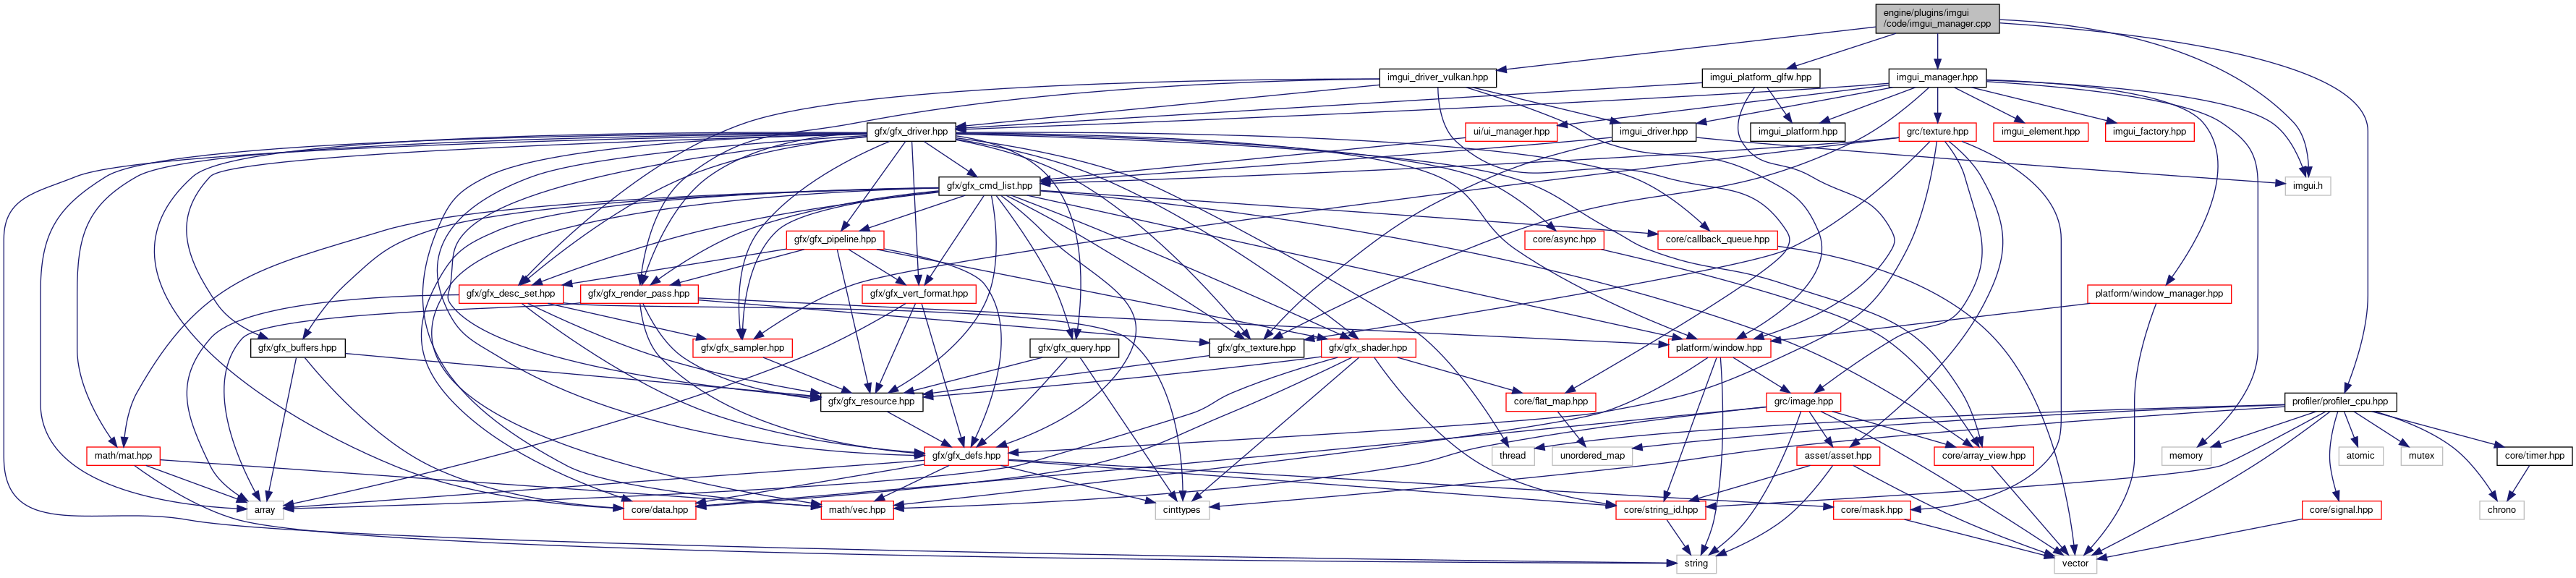 engine/plugins/imgui
/code/imgui_manager.cpp
imgui_driver_vulkan.hpp
imgui_platform_glfw.hpp
imgui_manager.hpp
gfx/gfx_driver.hpp
ui/ui_manager.hpp
imgui_driver.hpp
imgui_platform.hpp
grc/texture.hpp
imgui_element.hpp
imgui_factory.hpp
gfx/gfx_cmd_list.hpp
imgui.h
gfx/gfx_pipeline.hpp
core/async.hpp
core/callback_queue.hpp
gfx/gfx_desc_set.hpp
gfx/gfx_render_pass.hpp
gfx/gfx_vert_format.hpp
platform/window_manager.hpp
gfx/gfx_buffers.hpp
gfx/gfx_sampler.hpp
gfx/gfx_query.hpp
gfx/gfx_texture.hpp
gfx/gfx_shader.hpp
platform/window.hpp
gfx/gfx_resource.hpp
core/flat_map.hpp
grc/image.hpp
profiler/profiler_cpu.hpp
math/mat.hpp
gfx/gfx_defs.hpp
thread
unordered_map
asset/asset.hpp
core/array_view.hpp
memory
atomic
mutex
core/timer.hpp
array
core/data.hpp
math/vec.hpp
cinttypes
core/string_id.hpp
core/mask.hpp
core/signal.hpp
chrono
string
vector